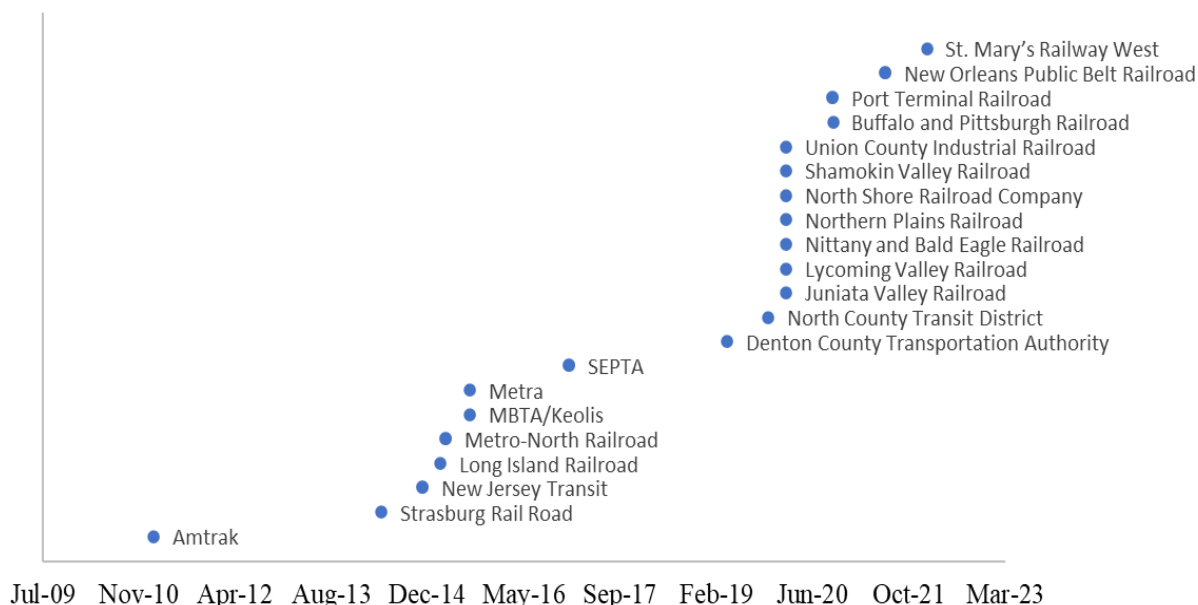 St. Mary’s Railway West
New Orleans Public Belt Railroad
Port Terminal Railroad
Buffalo and Pittsburgh Railroad
Union County Industrial Railroad
Shamokin Valley Railroad
North Shore Railroad Company
Northern Plains Railroad
Nittany and Bald Eagle Railroad
Lycoming Valley Railroad
Juniata Valley Railroad
North County Transit District
Denton County Transportation Authority
SEPTA
Metra
MBTA/Keolis
Metro-North Railroad
Long Island Railroad
New Jersey Transit
Strasburg Rail Road
Amtrak
Jul-09 Nov-10 Apr-12 Aug-13 Dec-14 May-16 Sep-17 Feb-19 Jun-20 Oct-21 Mar-23